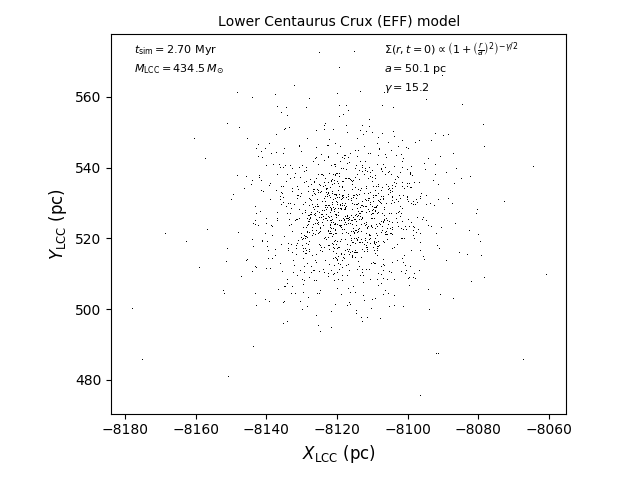 Lower Centaurus Crux (EFF) model
t_sim = 2.70 Myr
M_LCC = 434.5 M_⊙
Σ(r, t = 0) ∝ (1 + (r/a)^2)^{−γ/2}
a = 50.1 pc
γ = 15.2
Y_LCC (pc)
560
540
520
500
480
−8180 −8160 −8140 −8120 −8100 −8080 −8060
X_LCC (pc)